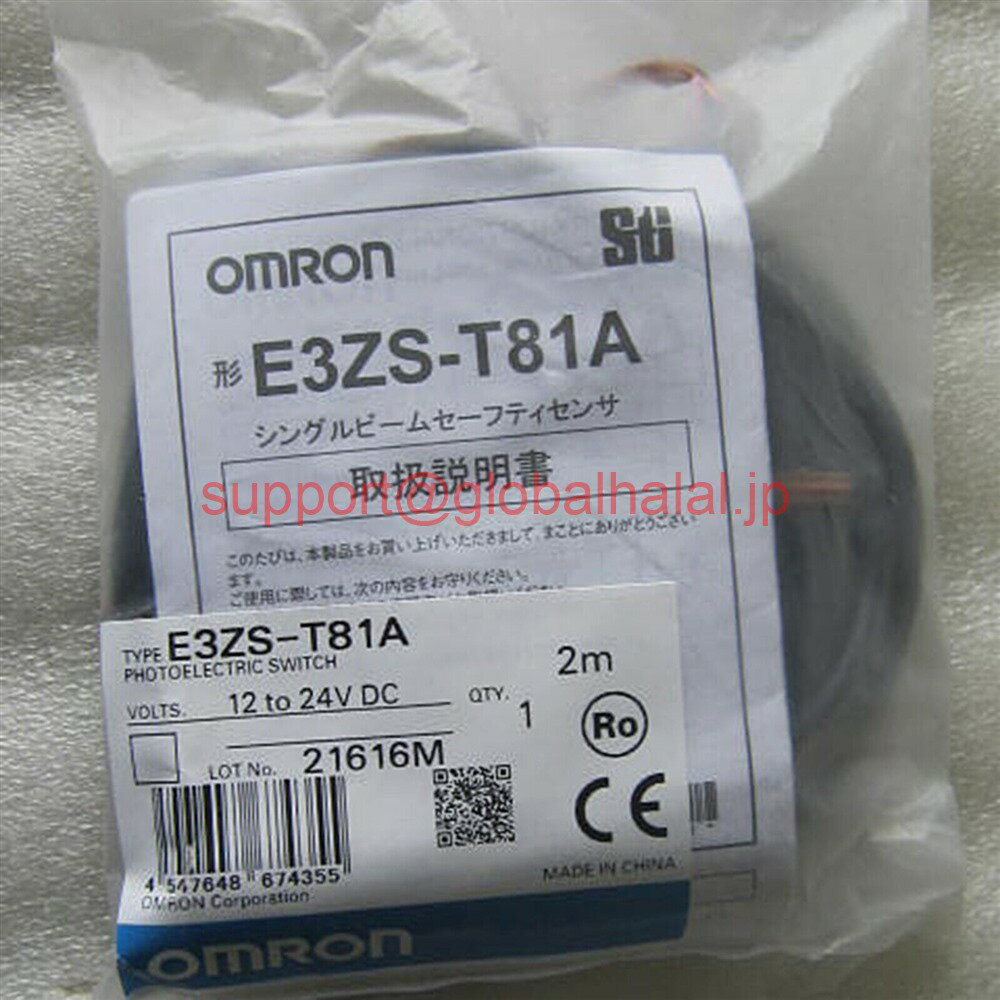 OMRON
Sti
形 E3ZS-T81A
シングルビームセーフティセンサ
取扱説明書
support@globalhalal.jp
このたびは、本製品をお買い上げいただきまして、まことにありがとうござい
ます。
ご使用に際しては、次の内容をお守りください。
TYPE E3ZS-T81A
PHOTOELECTRIC SWITCH
2m
VOLTS. 12 to 24V DC
QTY. 1
Ro
LOT No. 21616M
CE
4 547648 674355
MADE IN CHINA
OMRON Corporation
OMRON